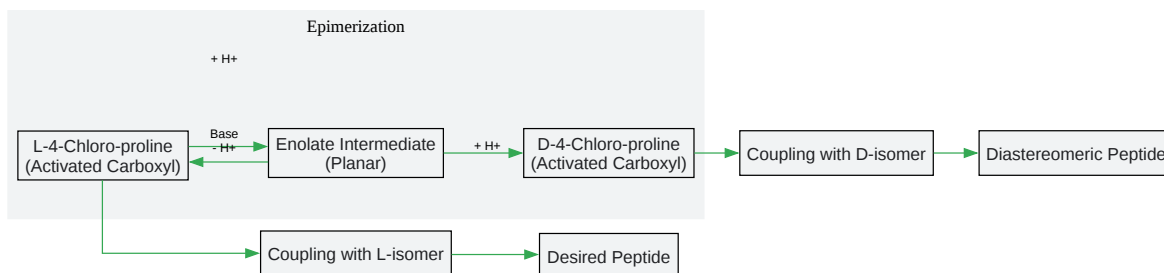 Epimerization
+ H+
L-4-Chloro-proline
(Activated Carboxyl)
Base
- H+
Enolate Intermediate
(Planar)
+ H+
D-4-Chloro-proline
(Activated Carboxyl)
Coupling with D-isomer
Diastereomeric Peptide
Coupling with L-isomer
Desired Peptide